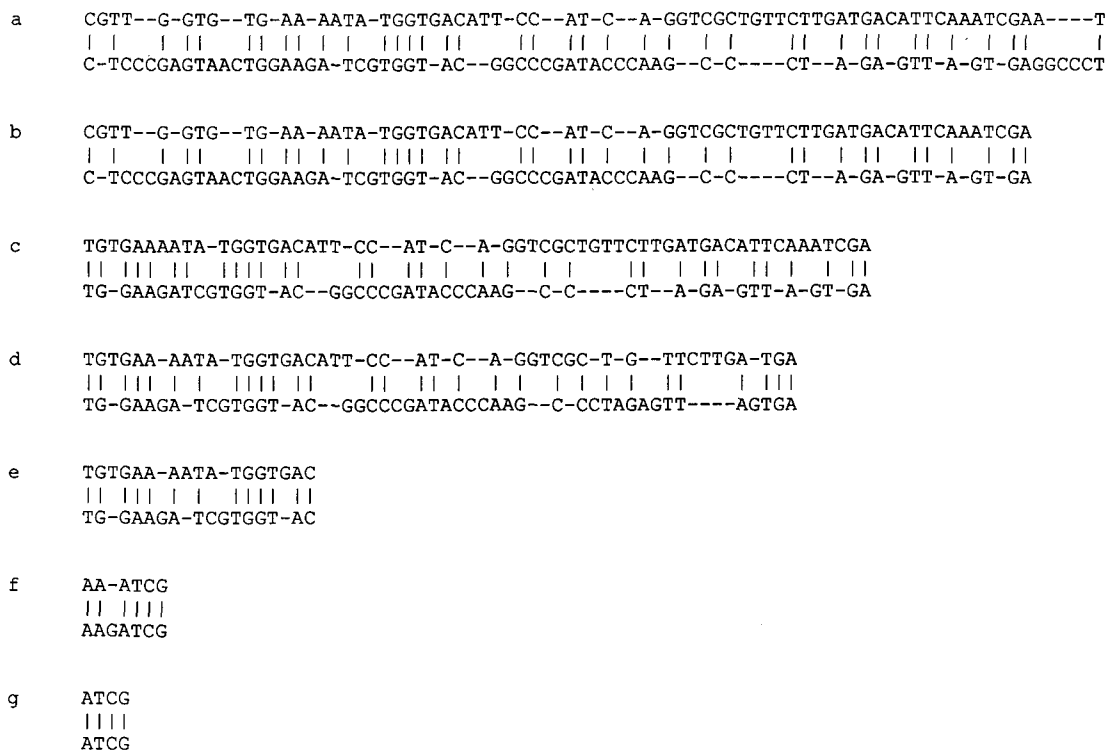 a CGTT--G-GTG--TG-AA-AATA-TGGTGACATT-CC--AT-C--A-GGTCGCTGTTCTTGATGACATTCAAATCGAA----T
| | | || || || | | |||| || || || | | | | | || | || || | | || |
C-TCCCGAGTAACTGGAAGA-TCGTGGT-AC--GGCCCGATACCCAAG--C-C----CT--A-GA-GTT-A-GT-GAGGCCCT
b CGTT--G-GTG--TG-AA-AATA-TGGTGACATT-CC--AT-C--A-GGTCGCTGTTCTTGATGACATTCAAATCGA
| | | || || || | | |||| || || || | | | | | || | || || | | ||
C-TCCCGAGTAACTGGAAGA-TCGTGGT-AC--GGCCCGATACCCAAG--C-C----CT--A-GA-GTT-A-GT-GA
c TGTGAAAATA-TGGTGACATT-CC--AT-C--A-GGTCGCTGTTCTTGATGACATTCAAATCGA
|| ||| || |||| || || || | | | | | || | || || | | ||
TG-GAAGATCGTGGT-AC--GGCCCGATACCCAAG--C-C----CT--A-GA-GTT-A-GT-GA
d TGTGAA-AATA-TGGTGACATT-CC--AT-C--A-GGTCGC-T-G--TTCTTGA-TGA
|| ||| | | |||| || || || | | | | | | | || | |||
TG-GAAGA-TCGTGGT-AC--GGCCCGATACCCAAG--C-CCTAGAGTT----AGTGA
e TGTGAA-AATA-TGGTGAC
|| ||| | | |||| ||
TG-GAAGA-TCGTGGT-AC
f AA-ATCG
|| ||||
AAGATCG
g ATCG
||||
ATCG